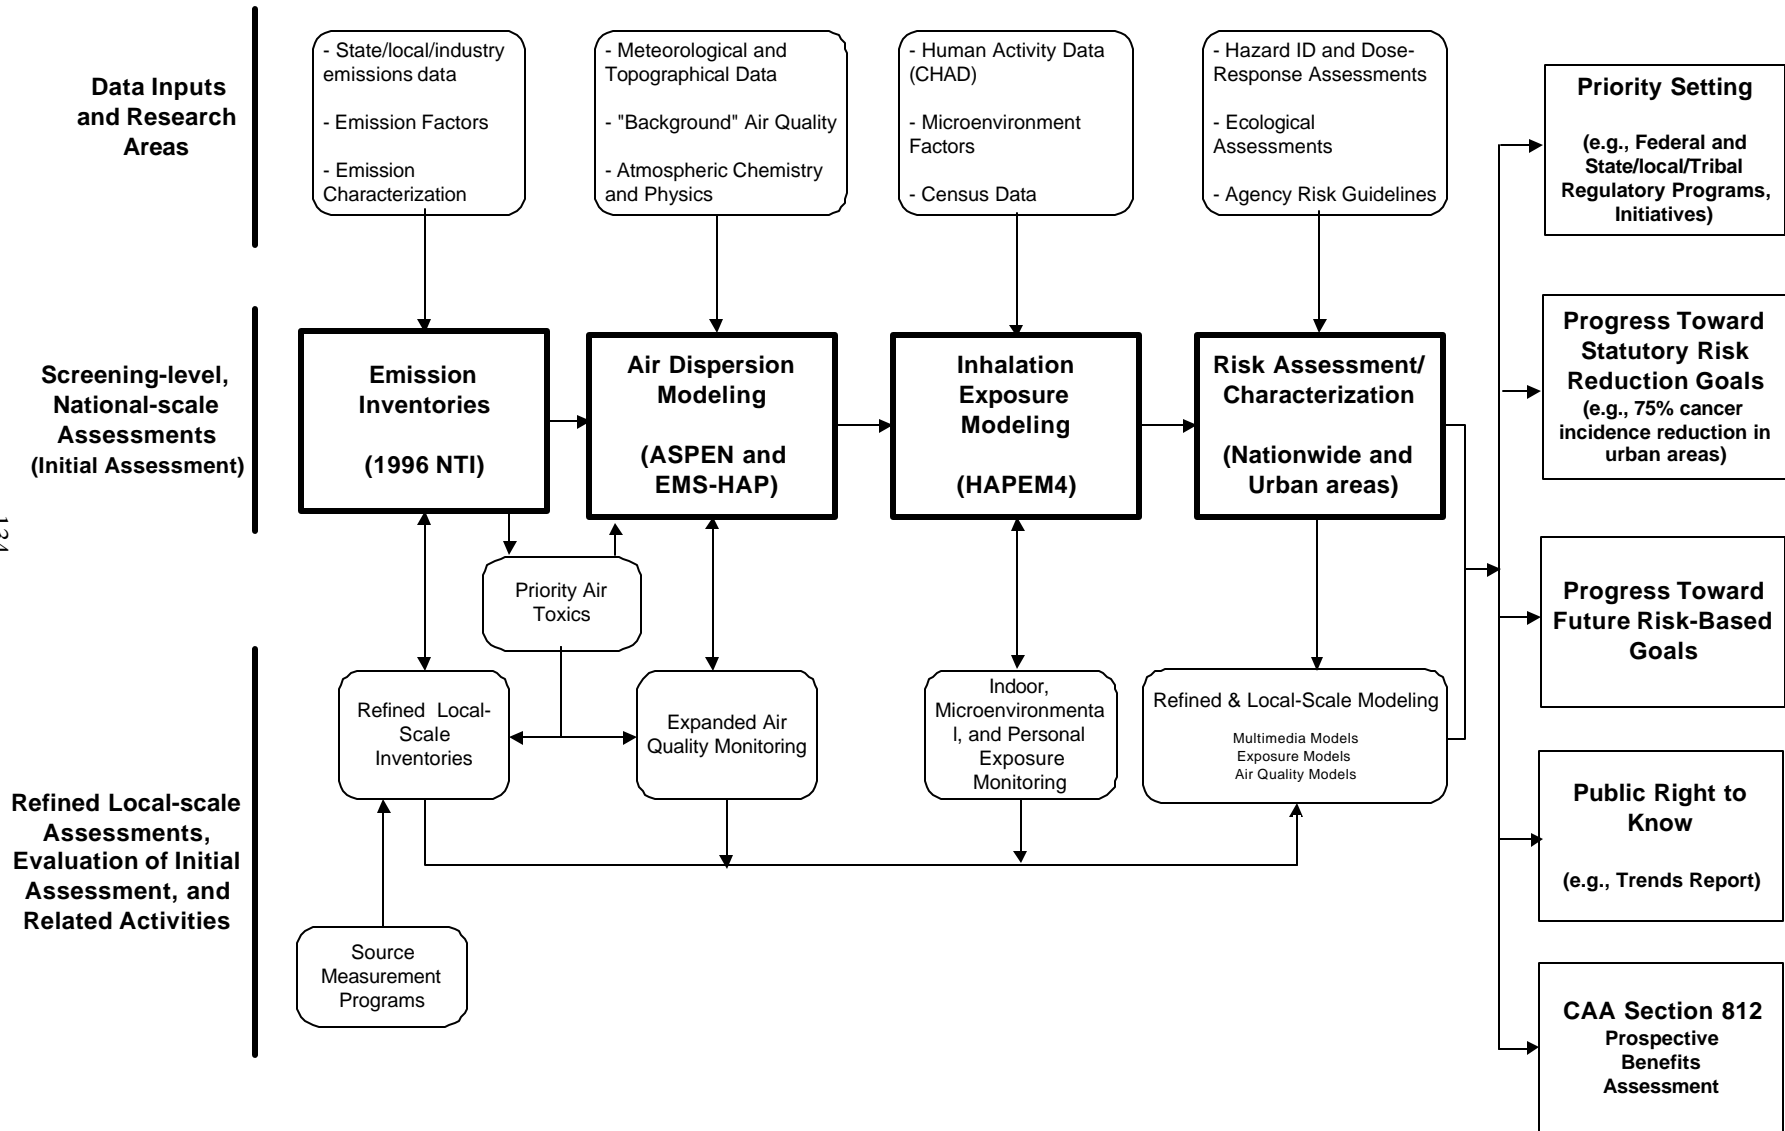 Data Inputs
and Research
Areas
- State/local/industry
emissions data
- Emission Factors
- Emission
Characterization
- Meteorological and
Topographical Data
- "Background" Air Quality
- Atmospheric Chemistry
and Physics
- Human Activity Data
(CHAD)
- Microenvironment
Factors
- Census Data
- Hazard ID and Dose-
Response Assessments
- Ecological
Assessments
- Agency Risk Guidelines
Priority Setting
(e.g., Federal and
State/local/Tribal
Regulatory Programs,
Initiatives)
Screening-level,
National-scale
Assessments
(Initial Assessment)
Emission
Inventories
(1996 NTI)
Air Dispersion
Modeling
(ASPEN and
EMS-HAP)
Inhalation
Exposure
Modeling
(HAPEM4)
Risk Assessment/
Characterization
(Nationwide and
Urban areas)
Progress Toward
Statutory Risk
Reduction Goals
(e.g., 75% cancer
incidence reduction in
urban areas)
134
Priority Air
Toxics
Progress Toward
Future Risk-Based
Goals
Refined Local-scale
Assessments,
Evaluation of Initial
Assessment, and
Related Activities
Refined Local-
Scale
Inventories
Expanded Air
Quality Monitoring
Indoor,
Microenvironmenta
l, and Personal
Exposure
Monitoring
Refined & Local-Scale Modeling
Multimedia Models
Exposure Models
Air Quality Models
Public Right to
Know
(e.g., Trends Report)
Source
Measurement
Programs
CAA Section 812
Prospective
Benefits
Assessment